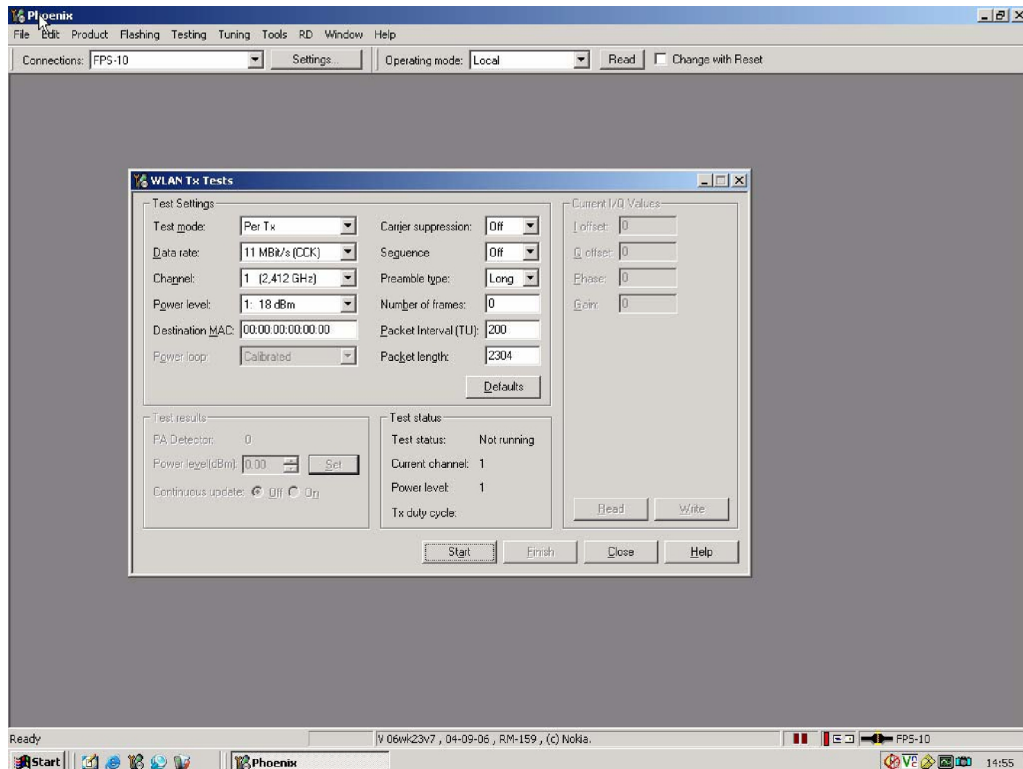 Phoenix
File Edit Product Flashing Testing Tuning Tools RD Window Help
Connections: FPS-10 Settings... Operating mode: Local Read Change with Reset
WLAN Tx Tests
Test Settings
Test mode: Per Tx
Data rate: 11 MBit/s (CCK)
Channel: 1 (2,412 GHz)
Power level: 1: 18 dBm
Destination MAC: 00:00:00:00:00:00
Power loop: Calibrated
Carrier suppression: Off
Sequence Off
Preamble type: Long
Number of frames: 0
Packet Interval (TU): 200
Packet length: 2304
Defaults
Current I/Q Values
I offset: 0
Q offset: 0
Phase: 0
Gain: 0
Read Write
Test results
PA Detector: 0
Power level(dBm): 0.00 Set
Continuous update: Off On
Test status
Test status: Not running
Current channel: 1
Power level: 1
Tx duty cycle:
Start Finish Close Help
Ready V 06wk23v7 , 04-09-06 , RM-159 , (c) Nokia. FPS-10
Start Phoenix 14:55